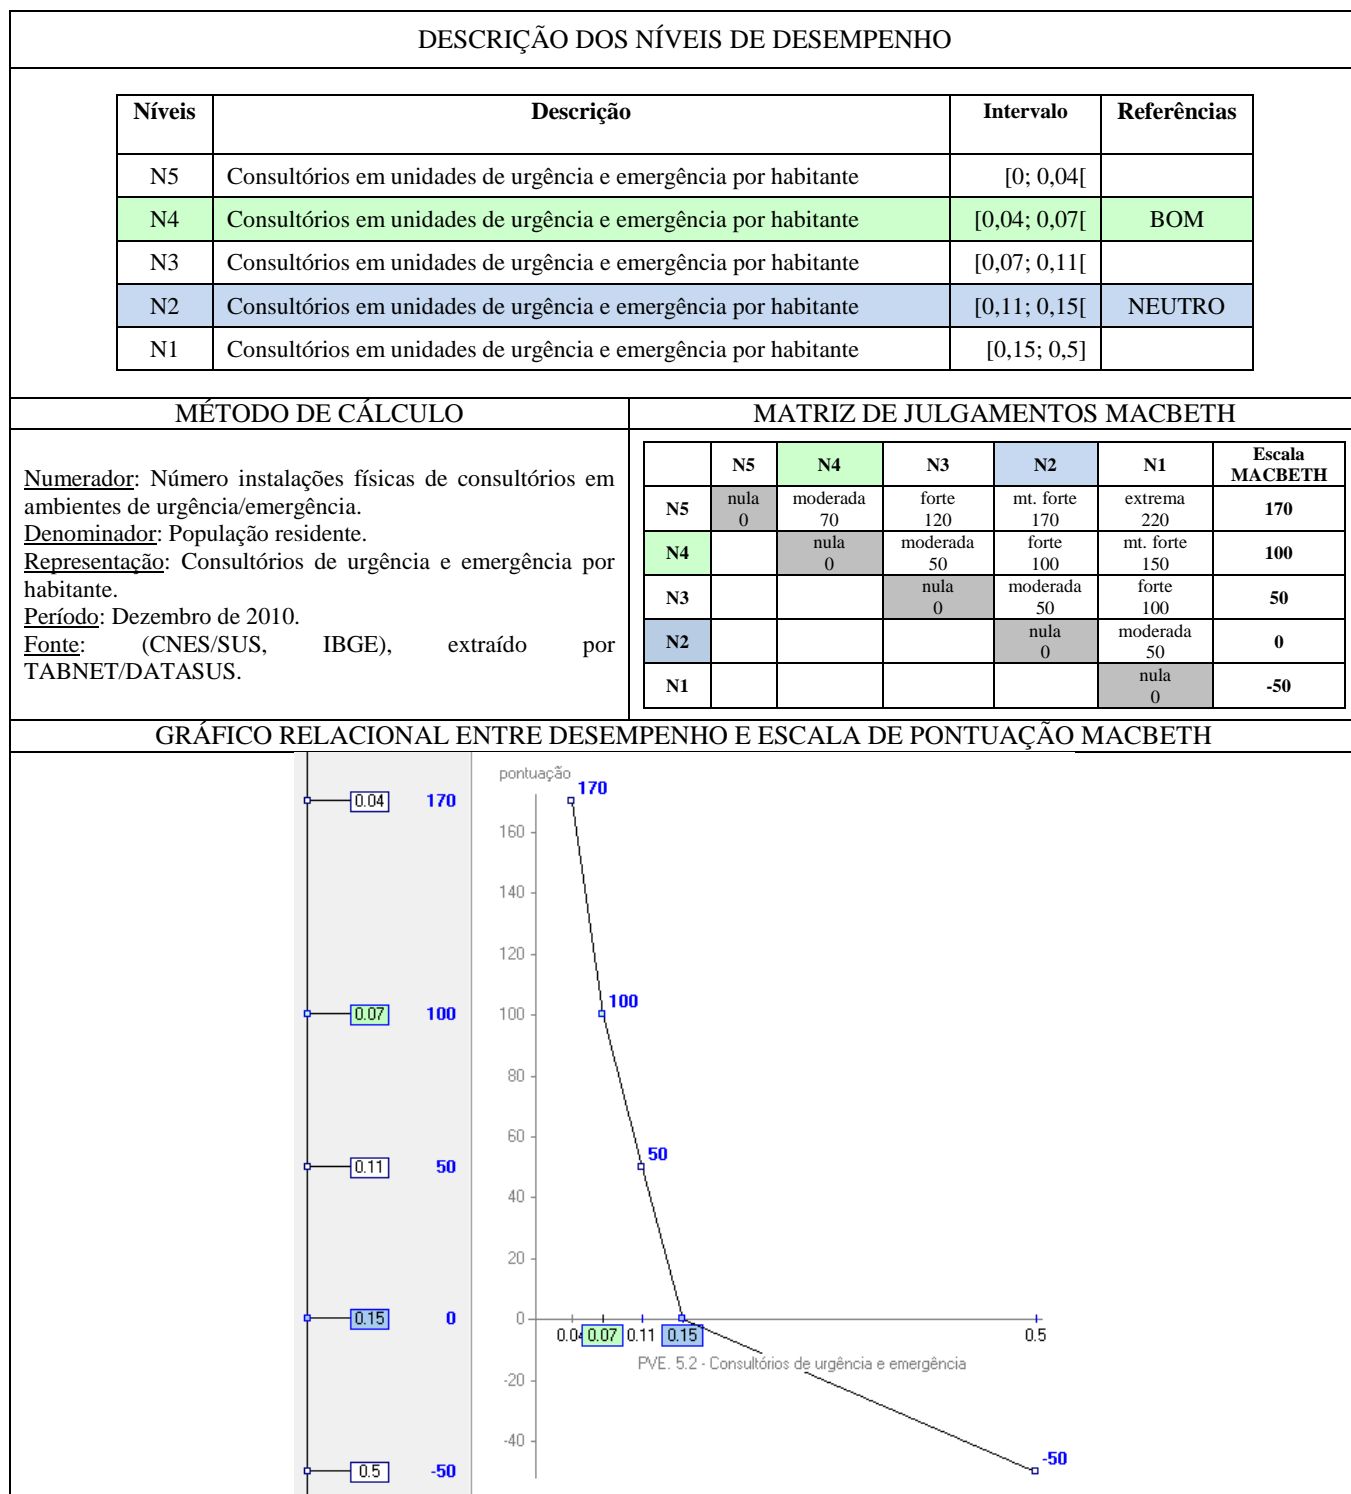 DESCRIÇÃO DOS NÍVEIS DE DESEMPENHO
Níveis Descrição Intervalo Referências
N5 Consultórios em unidades de urgência e emergência por habitante [0; 0,04[
N4 Consultórios em unidades de urgência e emergência por habitante [0,04; 0,07[ BOM
N3 Consultórios em unidades de urgência e emergência por habitante [0,07; 0,11[
N2 Consultórios em unidades de urgência e emergência por habitante [0,11; 0,15[ NEUTRO
N1 Consultórios em unidades de urgência e emergência por habitante [0,15; 0,5]
MÉTODO DE CÁLCULO
Numerador: Número instalações físicas de consultórios em
ambientes de urgência/emergência.
Denominador: População residente.
Representação: Consultórios de urgência e emergência por
habitante.
Período: Dezembro de 2010.
Fonte: (CNES/SUS, IBGE), extraído por
TABNET/DATASUS.
MATRIZ DE JULGAMENTOS MACBETH
N5 N4 N3 N2 N1 Escala
MACBETH
N5 nula moderada forte mt. forte extrema 170
0 70 120 170 220
N4 nula moderada forte mt. forte 100
0 50 100 150
N3 nula moderada forte 50
0 50 100
N2 nula moderada 0
0 50
N1 nula -50
0
GRÁFICO RELACIONAL ENTRE DESEMPENHO E ESCALA DE PONTUAÇÃO MACBETH
0.04 170
0.07 100
0.11 50
0.15 0
0.5 -50
pontuação
170
160
140
120
100 100
80
60
50
40
20
0
0.04 0.07 0.11 0.15 0.5
PVE. 5.2 - Consultórios de urgência e emergência
-20
-40
-50